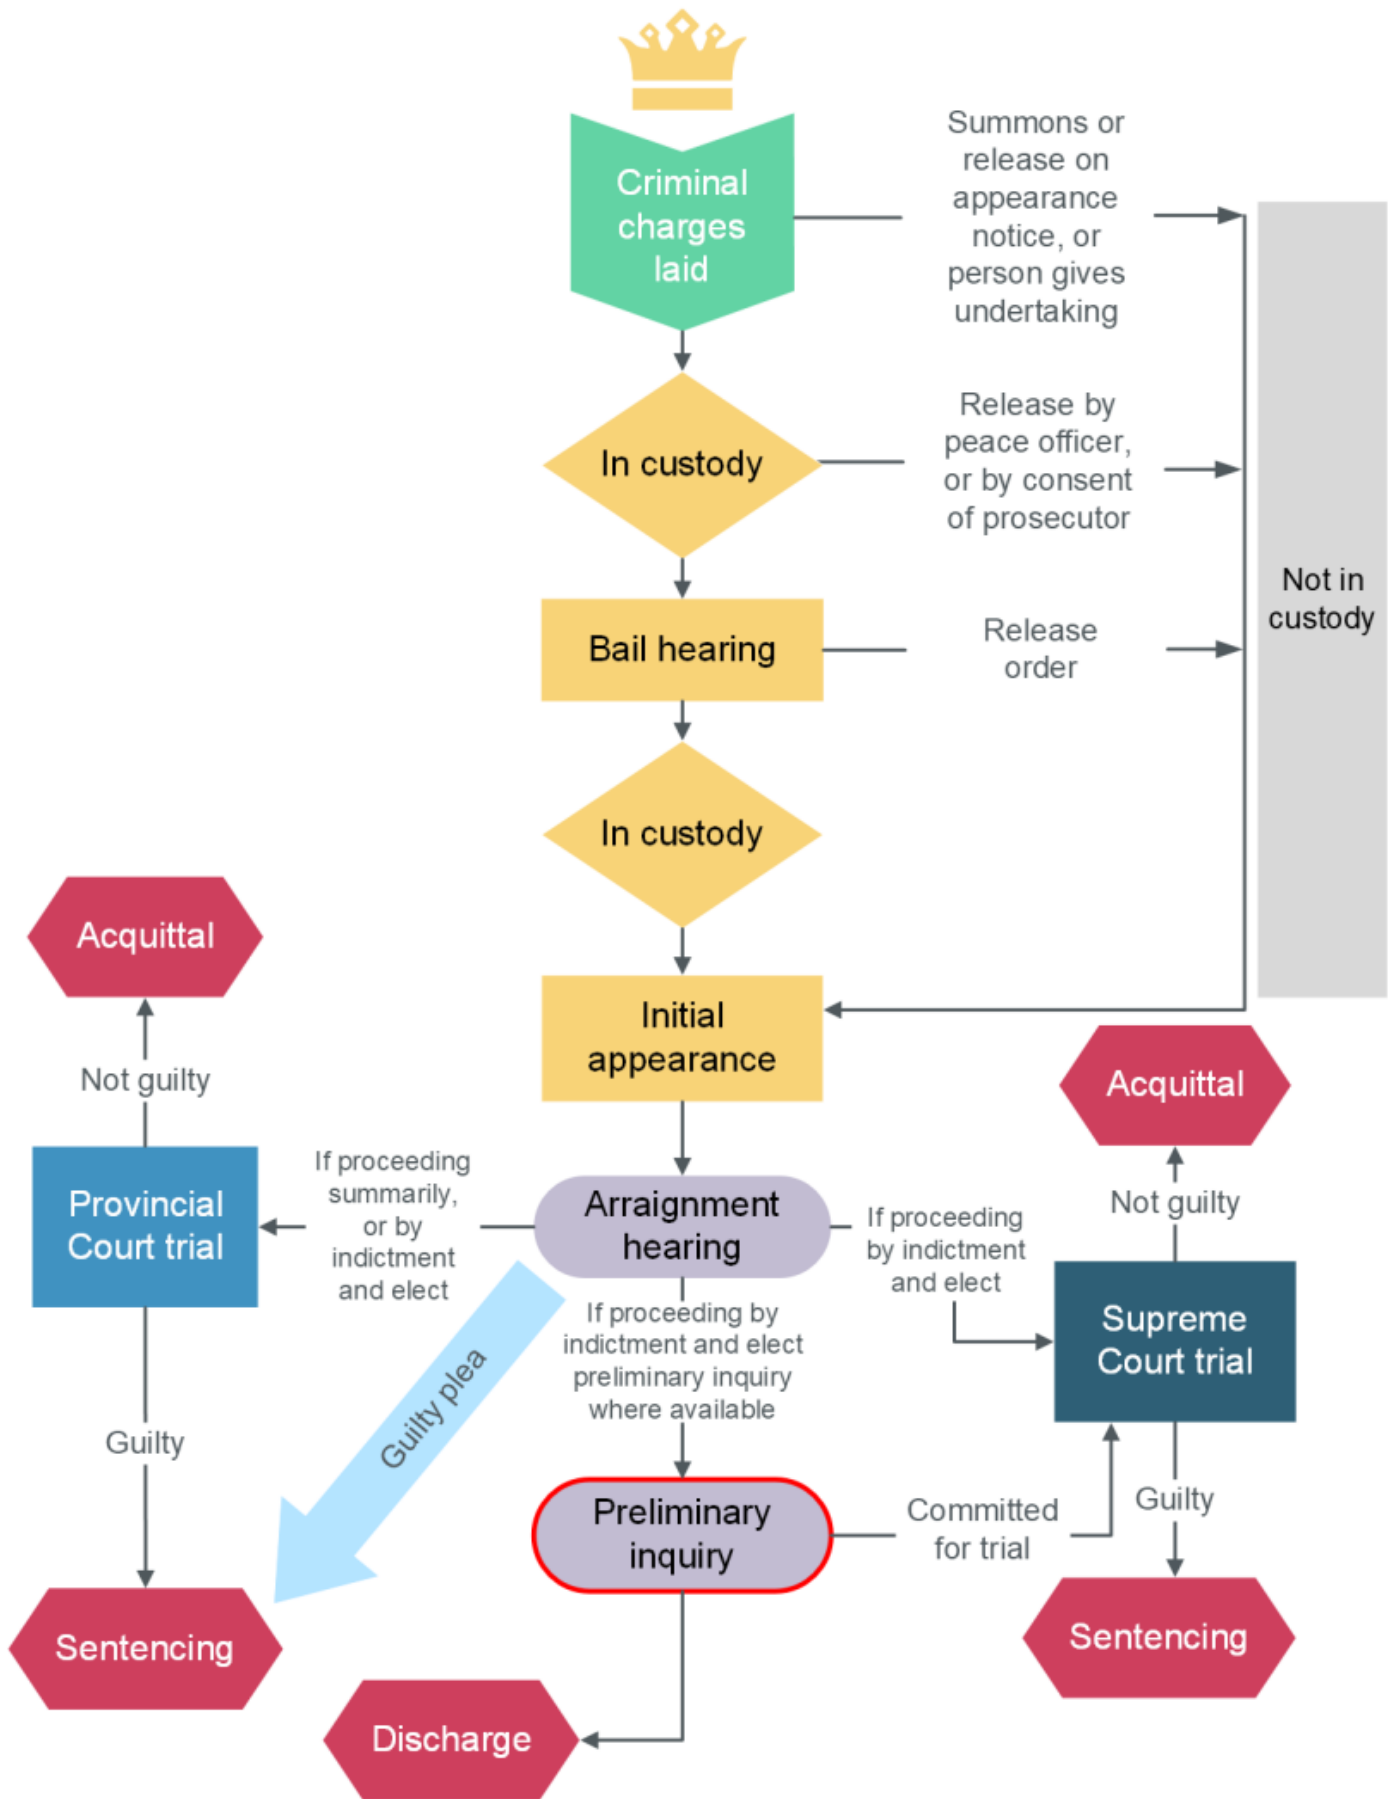 Summons or
release on
appearance
notice, or
person gives
undertaking
Criminal
charges
laid
Release by
peace officer,
or by consent
of prosecutor
In custody
Not in
custody
Bail hearing
Release
order
In custody
Acquittal
Initial
appearance
Not guilty
Acquittal
Provincial
Court trial
If proceeding
summarily,
or by
indictment
and elect
Arraignment
hearing
If proceeding
by indictment
and elect
Not guilty
Supreme
Court trial
If proceeding by
indictment and elect
preliminary inquiry
where available
Guilty plea
Guilty
Preliminary
inquiry
Committed
for trial
Guilty
Sentencing
Sentencing
Discharge